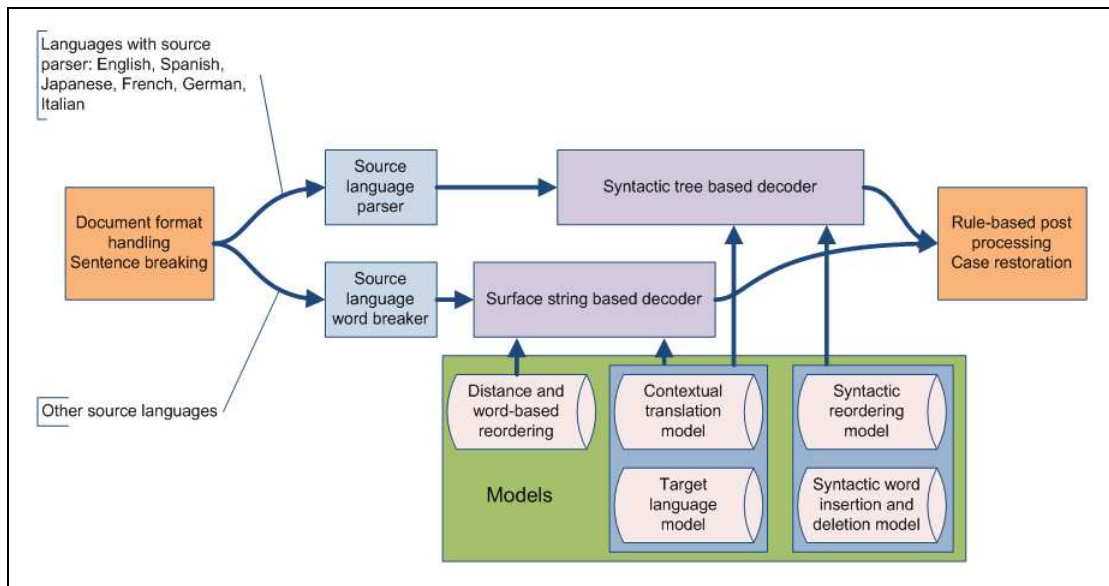 Languages with source
parser: English, Spanish,
Japanese, French, German,
Italian
Source
language
parser
Syntactic tree based decoder
Document format
handling
Sentence breaking
Rule-based post
processing
Case restoration
Source
language
word breaker
Surface string based decoder
Other source languages
Distance and
word-based
reordering
Contextual
translation
model
Syntactic
reordering
model
Models
Target
language
model
Syntactic word
insertion and
deletion model